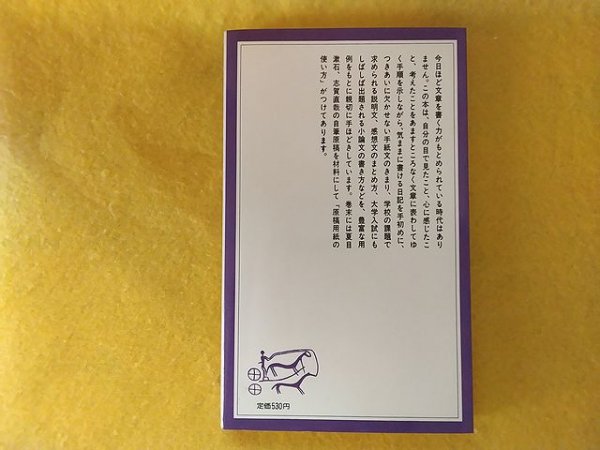 今日ほど文章を書く力がもとめられている時代はあり
ません。この本は、自分の目で見たこと、心に感じたこ
と、考えたことをあますところなく文章に表わしてゆ
く手順を示しながら、気ままに書ける日記を手初めに、
つきあいに欠かせない手紙文のきまり、学校の課題で
求められる説明文、感想文のまとめ方、大学入試にも
しばしば出題される小論文の書き方などを、豊富な用
例をもとに親切に手ほどきしています。巻末には夏目
漱石、志賀直哉の自筆原稿を材料にして「原稿用紙の
使い方」がつけてあります。
定価530円